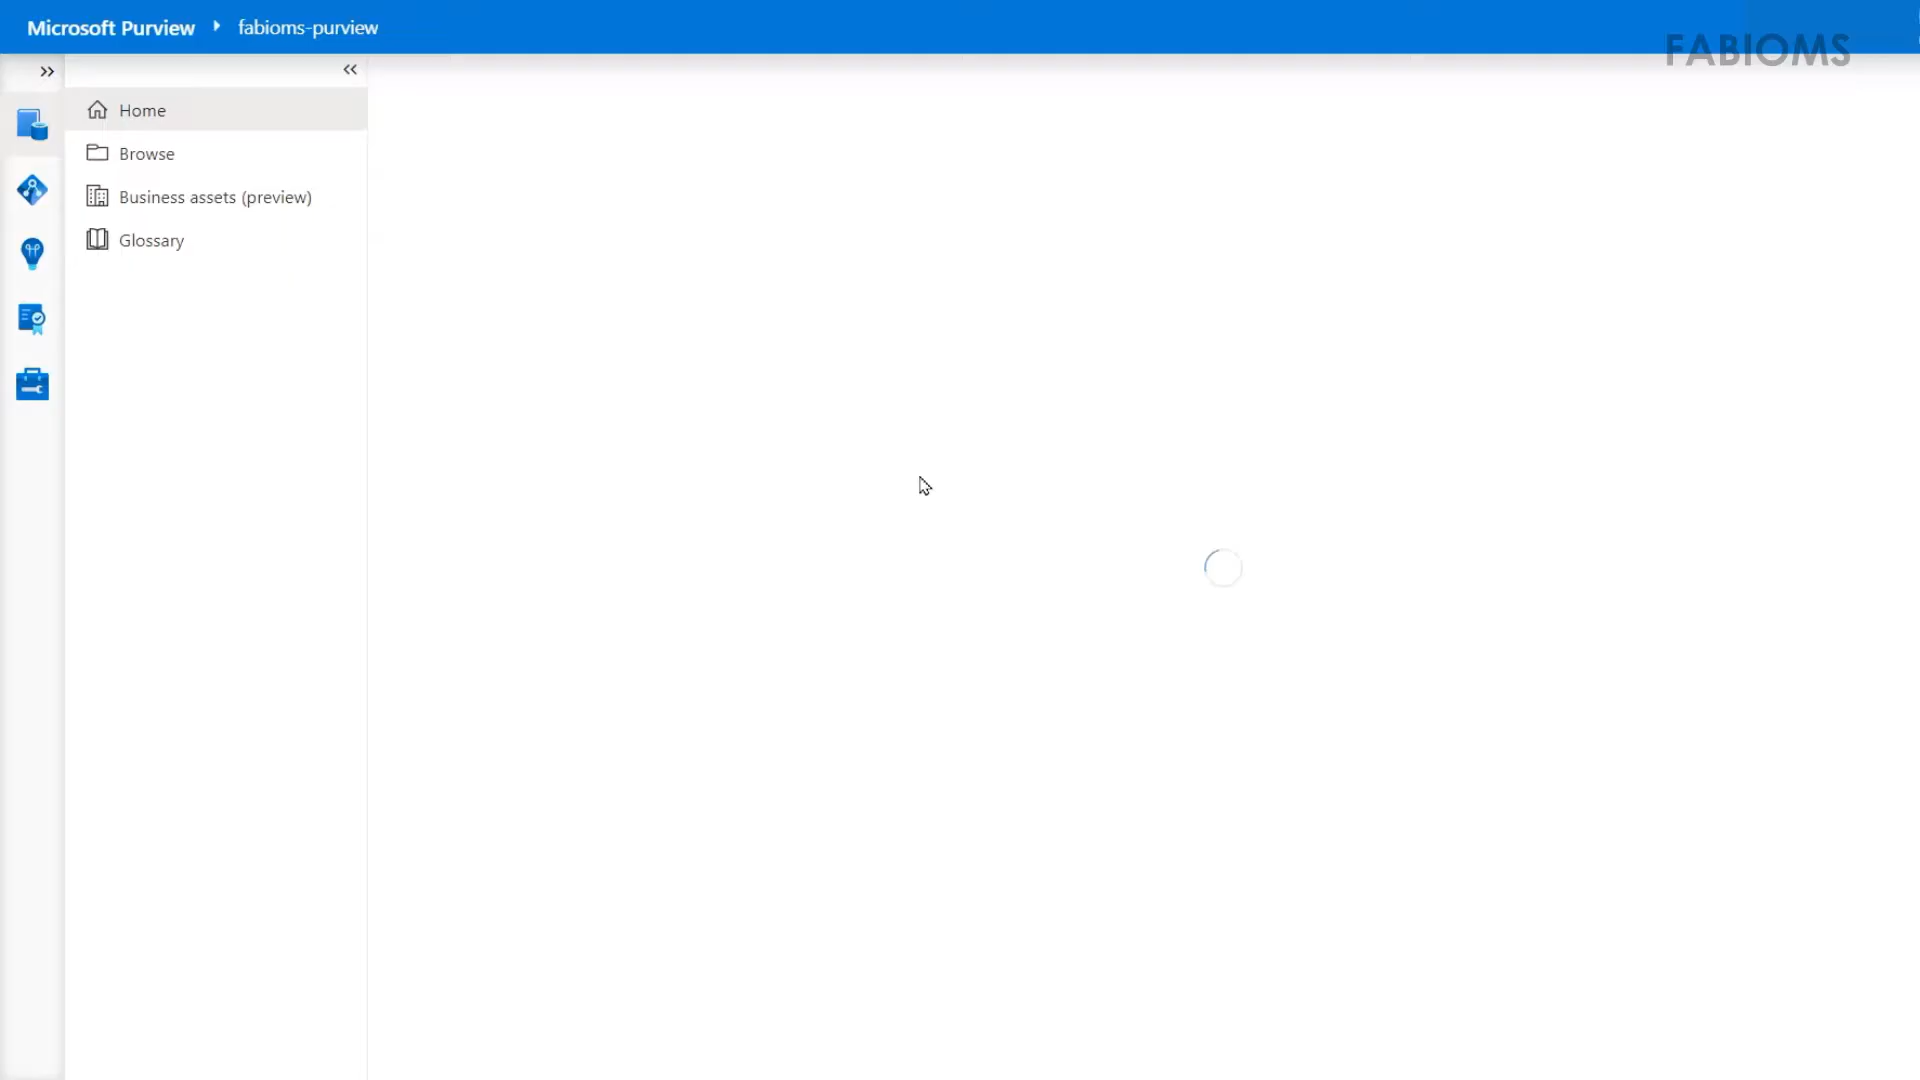 Microsoft Purview fabioms-purview
FABIOMS
Home
Browse
Business assets (preview)
Glossary